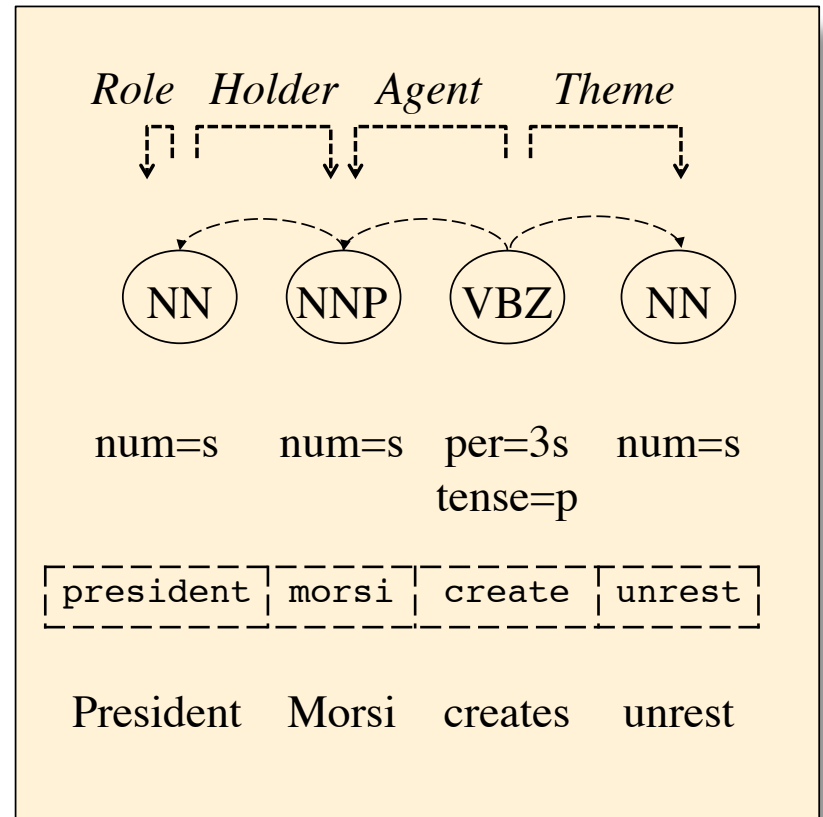 Role Holder Agent Theme
NN NNP VBZ NN
num=s num=s per=3s num=s
tense=p
president morsi create unrest
President Morsi creates unrest